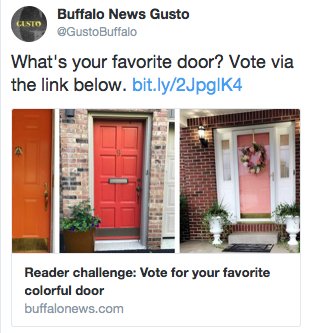 GUSTO
Buffalo News Gusto
@GustoBuffalo
What's your favorite door? Vote via
the link below. bit.ly/2JpglK4
Reader challenge: Vote for your favorite
colorful door
buffalonews.com